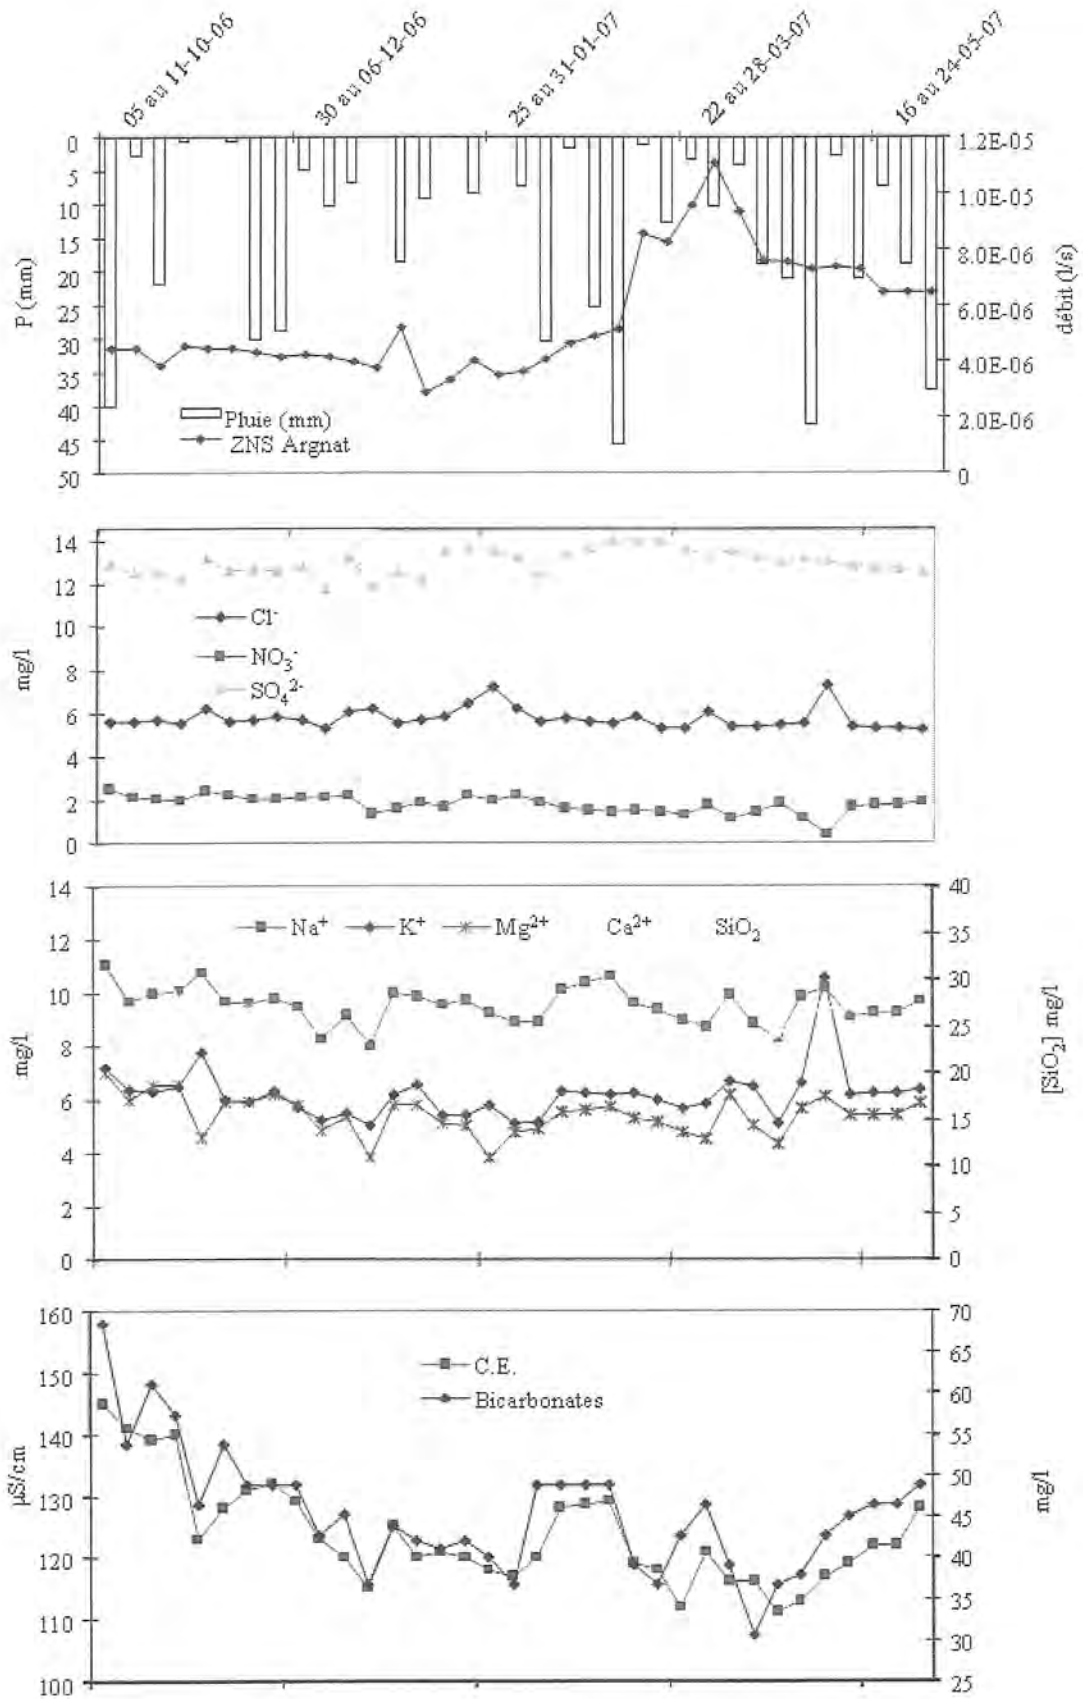 05 au 11-10-06
30 au 06-12-06
25 au 31-01-07
22 au 28-03-07
16 au 24-05-07
P (mm)
0
5
10
15
20
25
30
35
40
45
50
Pluie (mm)
ZNS Argnat
1.2E-05
1.0E-05
8.0E-06
6.0E-06
4.0E-06
2.0E-06
0
débit (l/s)
mg/l
14
12
10
8
6
4
2
0
Cl⁻
NO₃⁻
SO₄²⁻
mg/l
14
12
10
8
6
4
2
0
Na⁺ K⁺ Mg²⁺ Ca²⁺ SiO₂
40
35
30
25
20
15
10
5
0
[SiO₂] mg/l
µS/cm
160
150
140
130
120
110
100
C.E.
Bicarbonates
70
65
60
55
50
45
40
35
30
25
mg/l